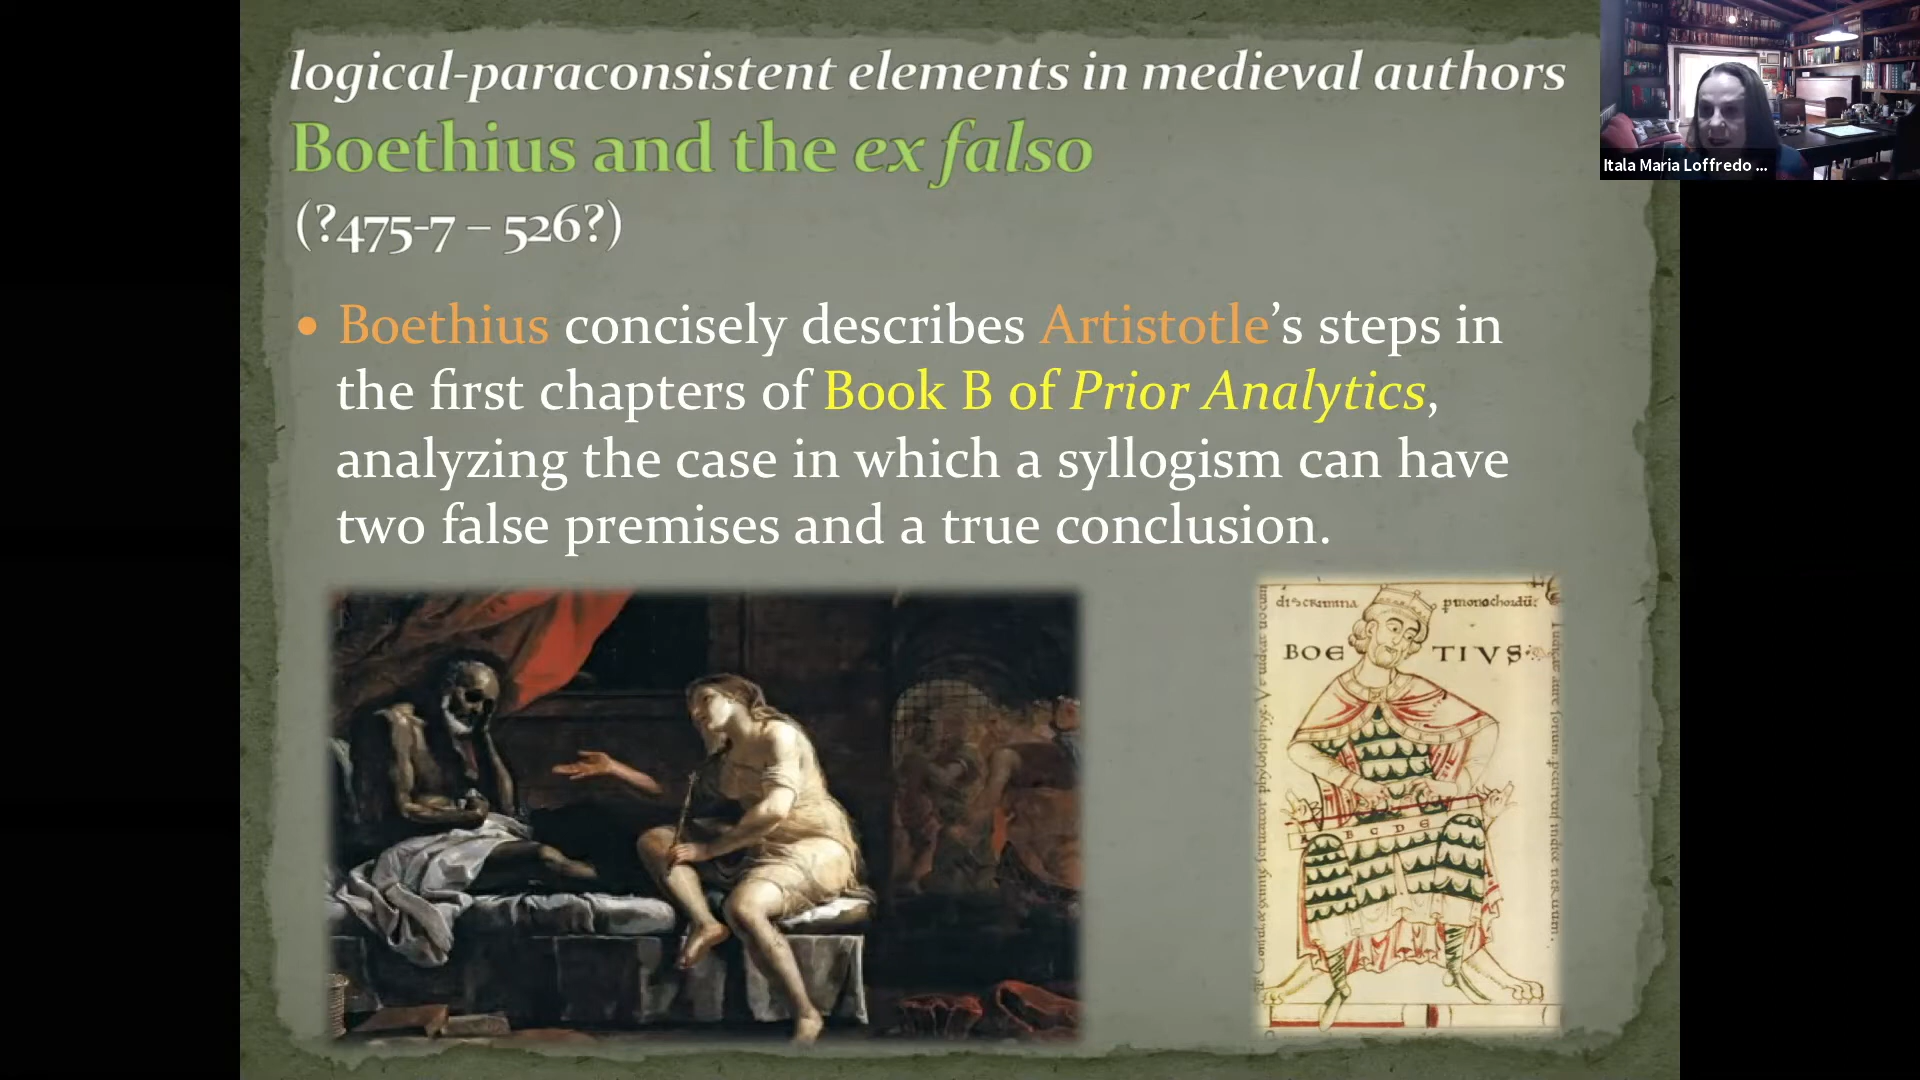 logical-paraconsistent elements in medieval authors
Boethius and the ex falso
(?475-7 – 526?)
• Boethius concisely describes Artistotle’s steps in
the first chapters of Book B of Prior Analytics,
analyzing the case in which a syllogism can have
two false premises and a true conclusion.
BOE TIVS
B C D E
Itala Maria Loffredo ...